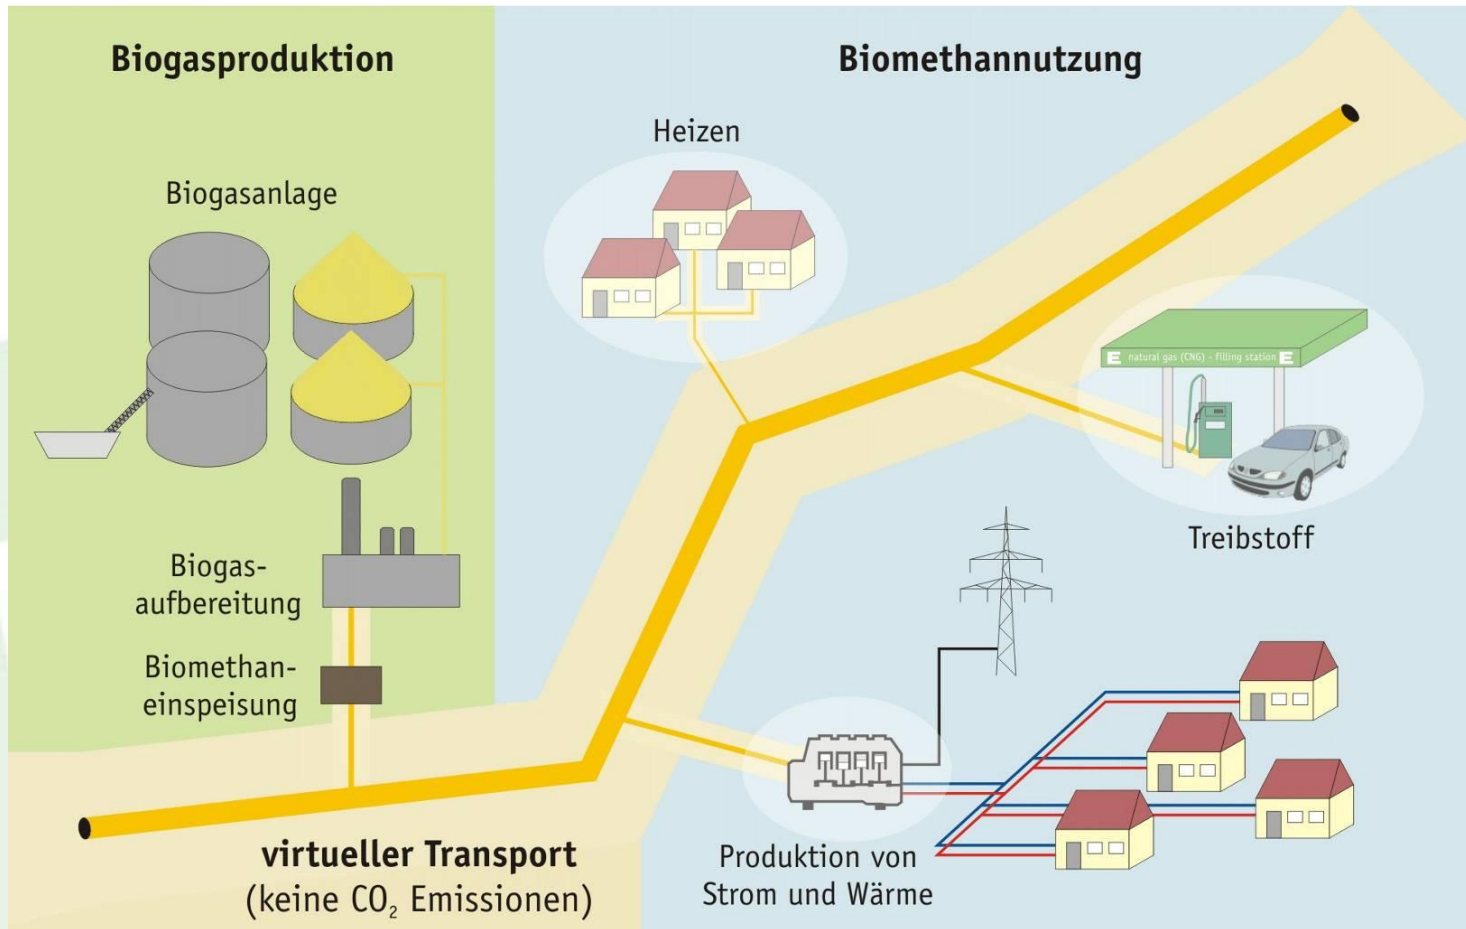 Biogasproduktion
Biomethannutzung
Heizen
Biogasanlage
E natural gas (CNG) - filling station E
Treibstoff
Biogas-
aufbereitung
Biomethan-
einspeisung
virtueller Transport
(keine CO₂ Emissionen)
Produktion von
Strom und Wärme